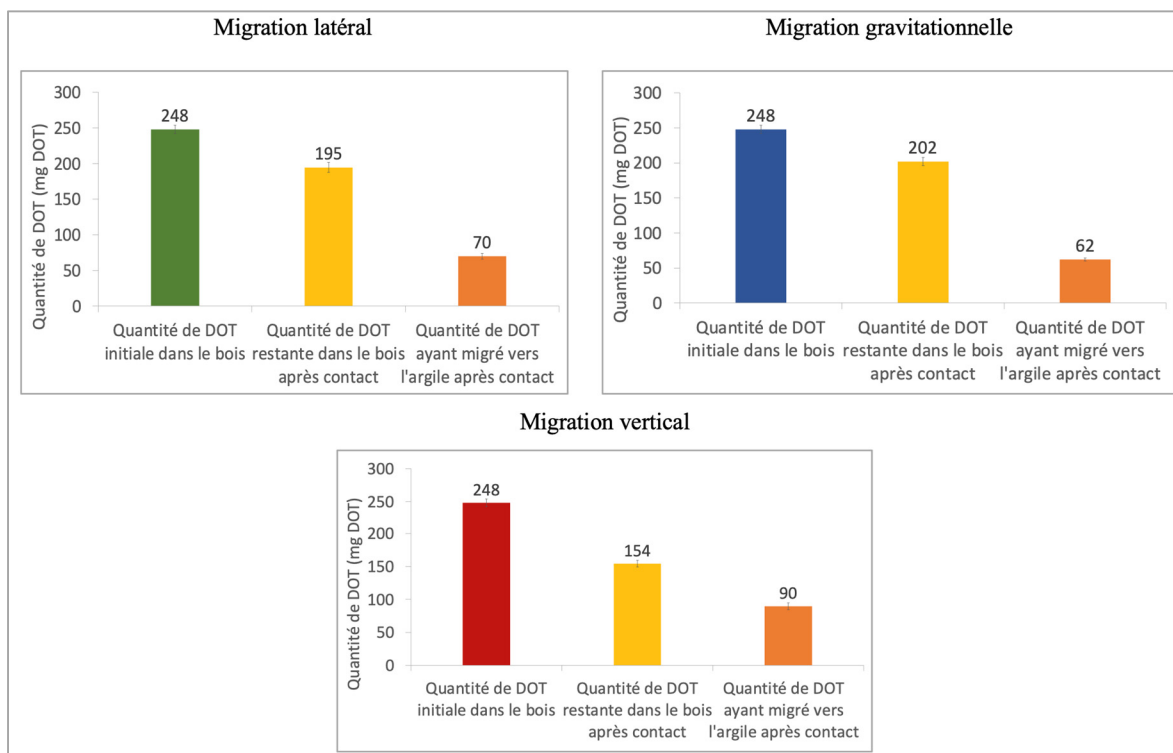 Migration latéral
Quantité de DOT (mg DOT)
300
250
200
150
100
50
0
248
195
70
Quantité de DOT
initiale dans le bois
Quantité de DOT
restante dans le bois
après contact
Quantité de DOT
ayant migré vers
l'argile après contact
Migration gravitationnelle
Quantité de DOT (mg DOT)
300
250
200
150
100
50
0
248
202
62
Quantité de DOT
initiale dans le bois
Quantité de DOT
restante dans le bois
après contact
Quantité de DOT
ayant migré vers
l'argile après contact
Migration vertical
Quantité de DOT (mg DOT)
300
250
200
150
100
50
0
248
154
90
Quantité de DOT
initiale dans le bois
Quantité de DOT
restante dans le bois
après contact
Quantité de DOT
ayant migré vers
l'argile après contact